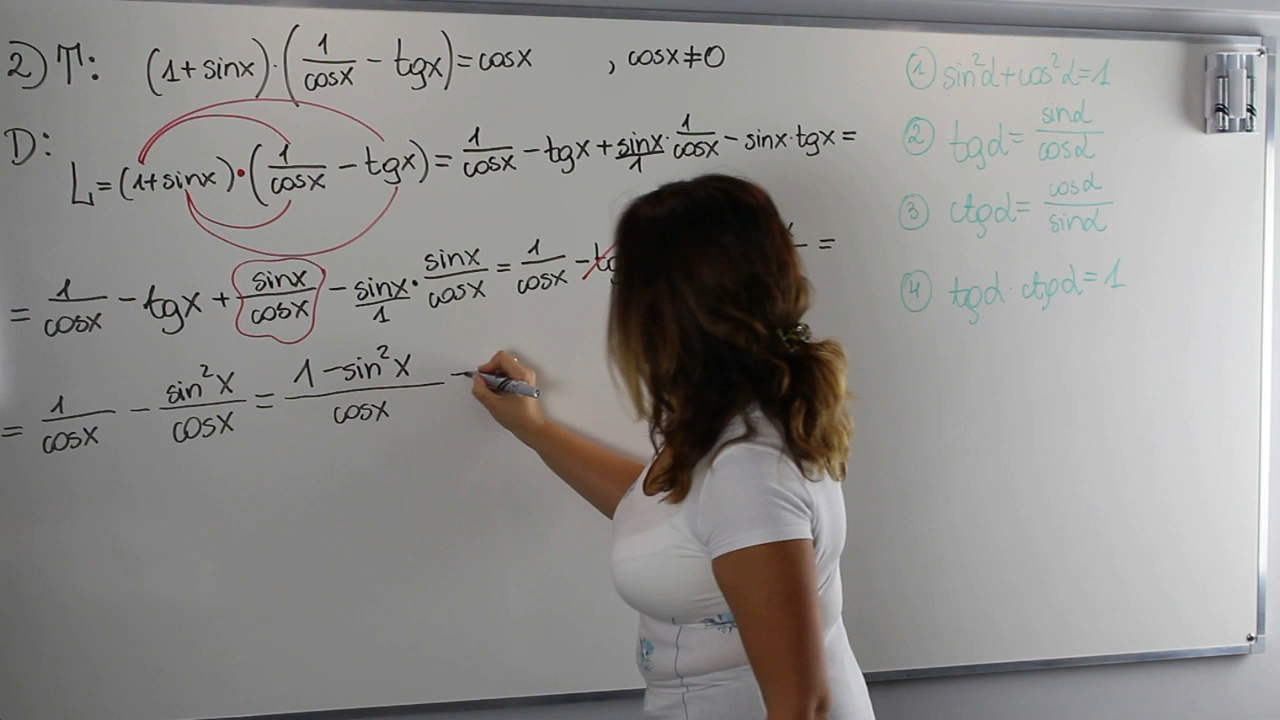 2) T: (1+sinx)·(1/cosx - tgx)=cosx , cosx≠0
D:
L=(1+sinx)·(1/cosx - tgx)= 1/cosx - tgx + sinx/1 · 1/cosx - sinx·tgx =
= 1/cosx - tgx + sinx/cosx - sinx/1 · sinx/cosx = 1/cosx - =
= 1/cosx - sin²x/cosx = 1-sin²x/cosx
① sin²α+cos²α=1
② tgα= sinα/cosα
③ ctgα= cosα/sinα
④ tgα·ctgα=1